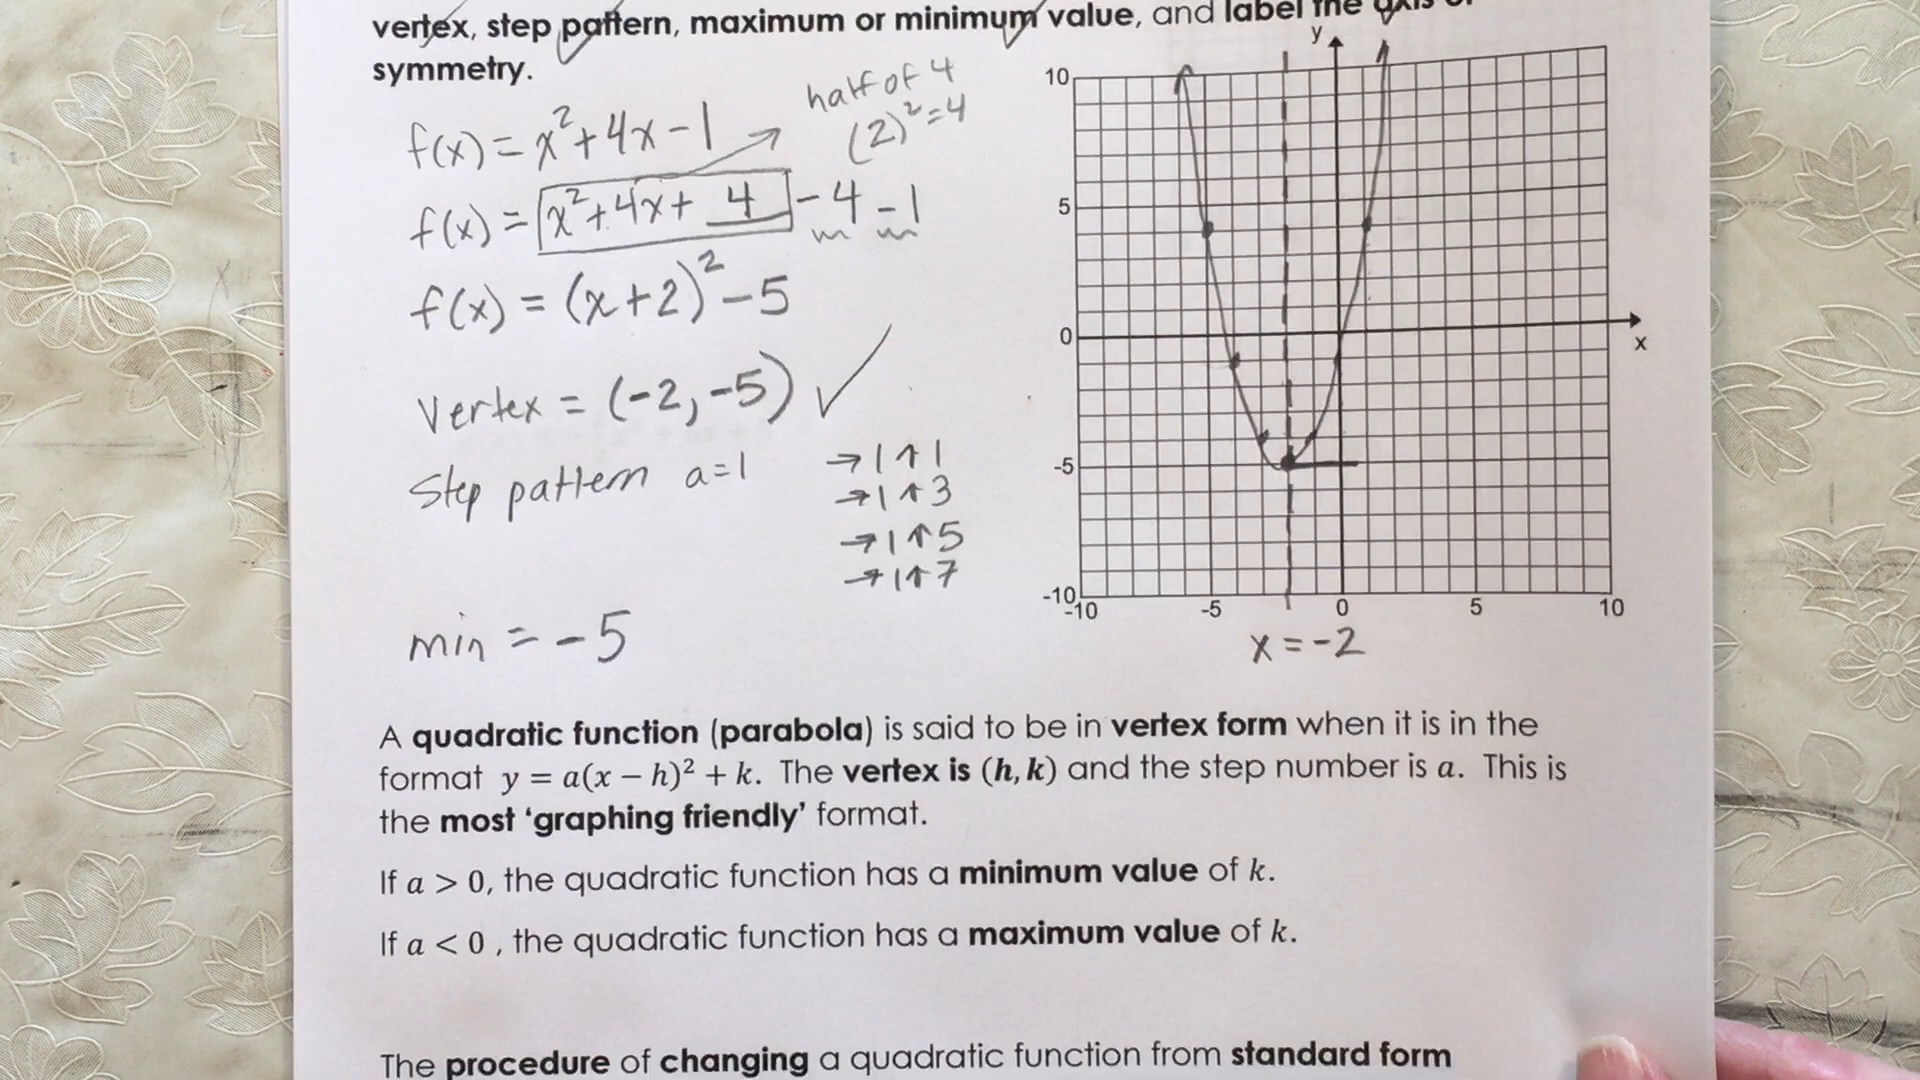 vertex, step pattern, maximum or minimum value, and label the axis of
symmetry.
f(x) = x²+4x-1
half of 4
(2)²=4
f(x) = x²+4x+ 4 -4 -1
f(x) = (x+2)² -5
Vertex = (-2,-5) ✓
Step pattern a=1
→1↑1
→1↑3
→1↑5
→1↑7
min = -5
y
10
5
0
x
-5
-10
-10 -5 0 5 10
x = -2
A quadratic function (parabola) is said to be in vertex form when it is in the
format y = a(x – h)² + k. The vertex is (h, k) and the step number is a. This is
the most ‘graphing friendly’ format.
If a > 0, the quadratic function has a minimum value of k.
If a < 0 , the quadratic function has a maximum value of k.
The procedure of changing a quadratic function from standard form